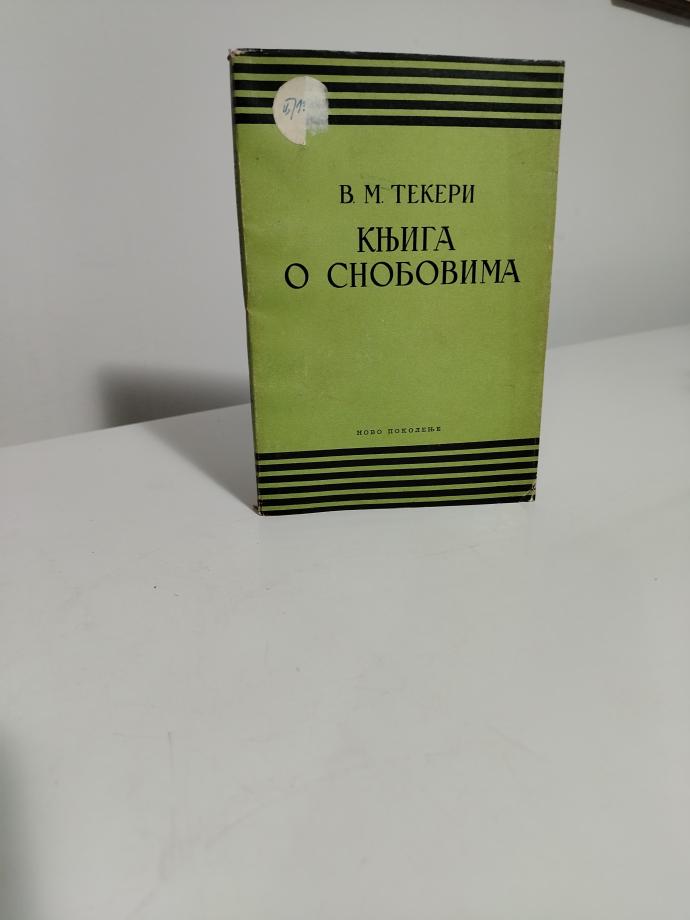 В. М. ТЕКЕРИ
КЊИГА
О СНОБОВИМА
НОВО ПОКОЛЕЊЕ